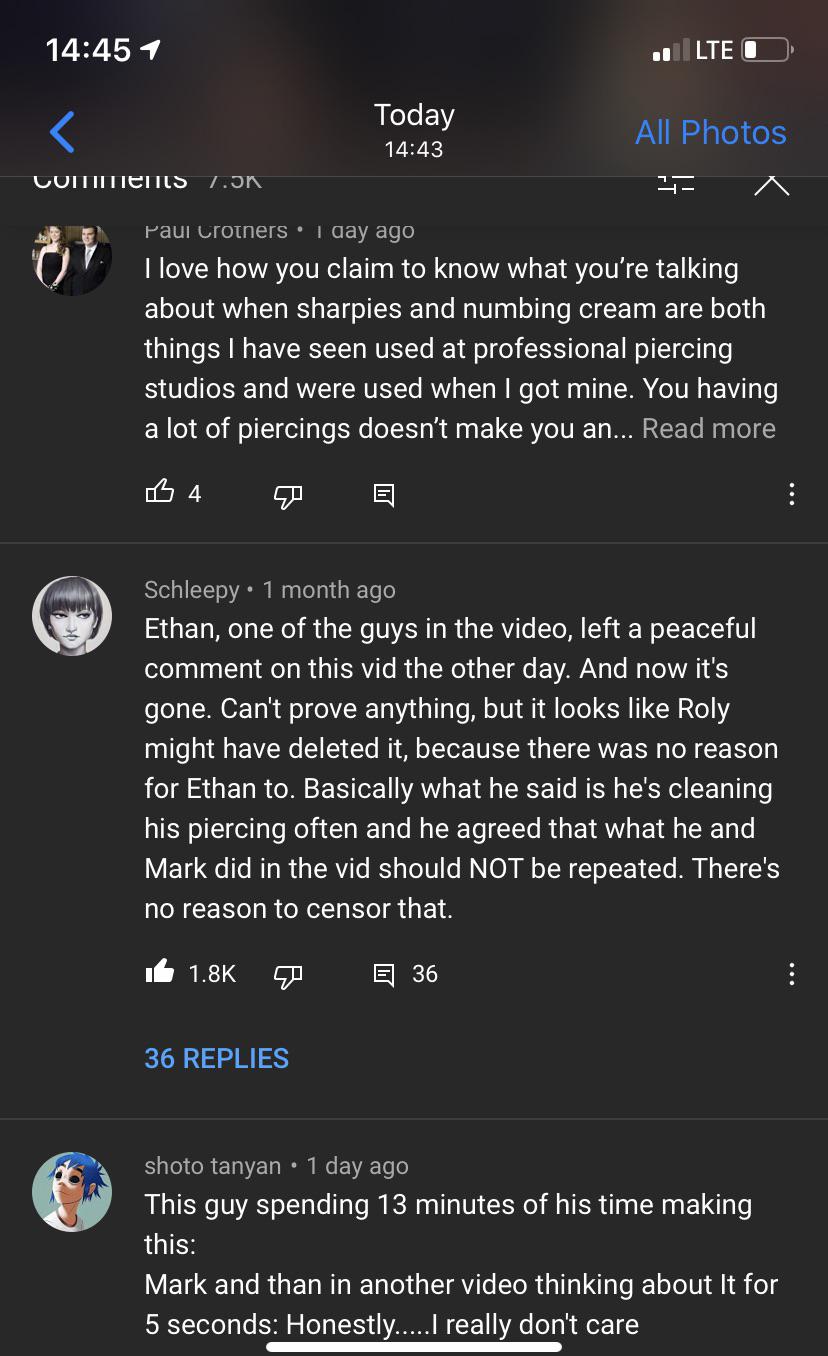 14:45
LTE
Today
14:43
All Photos
Comments 7.5K
Paul Crothers • 1 day ago
I love how you claim to know what you're talking
about when sharpies and numbing cream are both
things I have seen used at professional piercing
studios and were used when I got mine. You having
a lot of piercings doesn't make you an... Read more
4
Schleepy • 1 month ago
Ethan, one of the guys in the video, left a peaceful
comment on this vid the other day. And now it's
gone. Can't prove anything, but it looks like Roly
might have deleted it, because there was no reason
for Ethan to. Basically what he said is he's cleaning
his piercing often and he agreed that what he and
Mark did in the vid should NOT be repeated. There's
no reason to censor that.
1.8K 36
36 REPLIES
shoto tanyan • 1 day ago
This guy spending 13 minutes of his time making
this:
Mark and than in another video thinking about It for
5 seconds: Honestly.....I really don't care